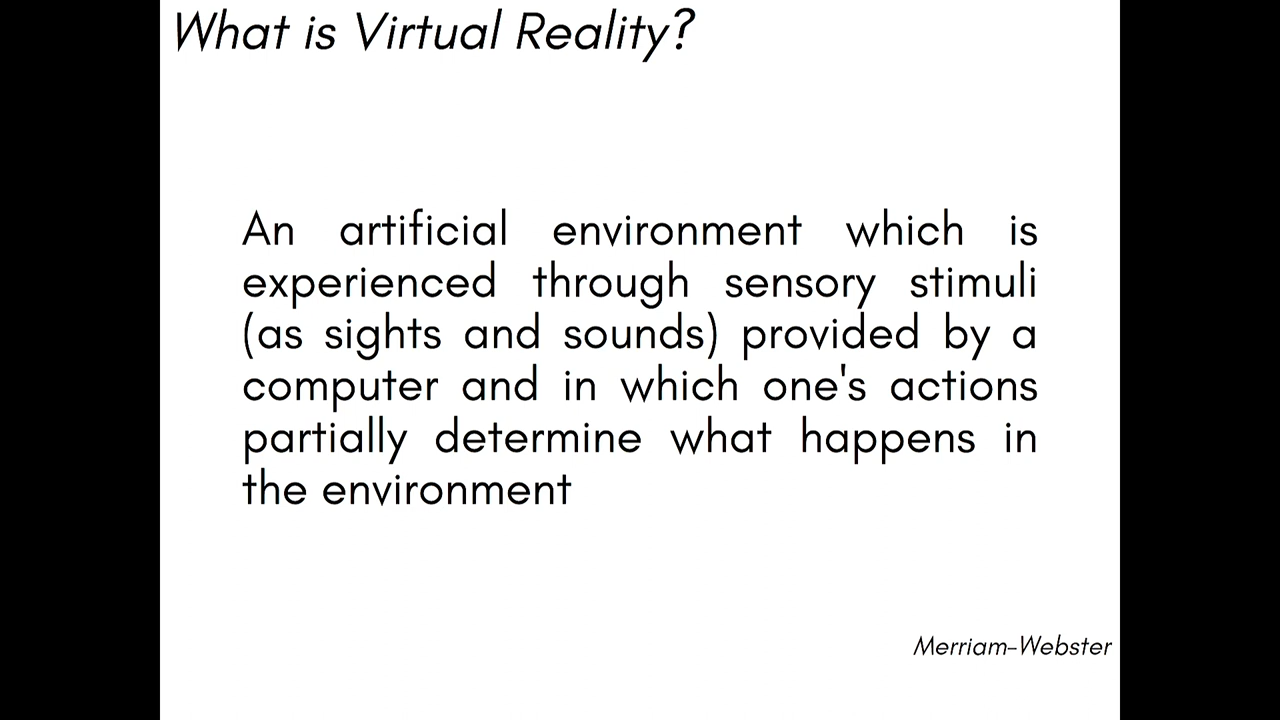 What is Virtual Reality?
An artificial environment which is
experienced through sensory stimuli
(as sights and sounds) provided by a
computer and in which one's actions
partially determine what happens in
the environment
Merriam-Webster